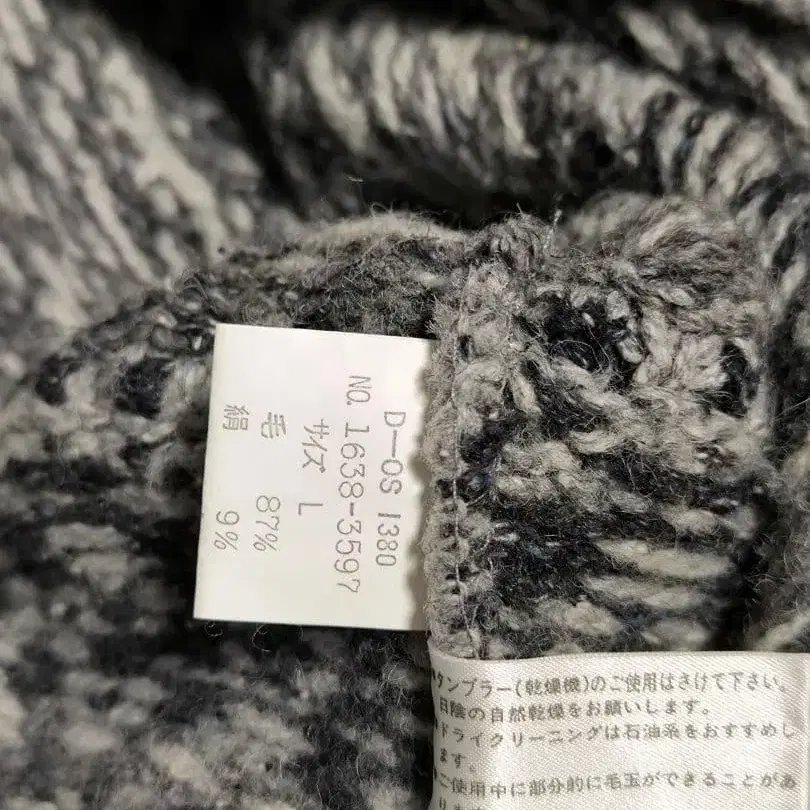 D-OS 1380
NO. 1638-3597
サイズ L
毛 87%
絹 9%
タンブラー(乾燥機)のご使用はさけて下さい。
日陰の自然乾燥をお願いします。
ドライクリーニングは石油系をおすすめし
ます。
ご使用中に部分的に毛玉ができることがあ
ります